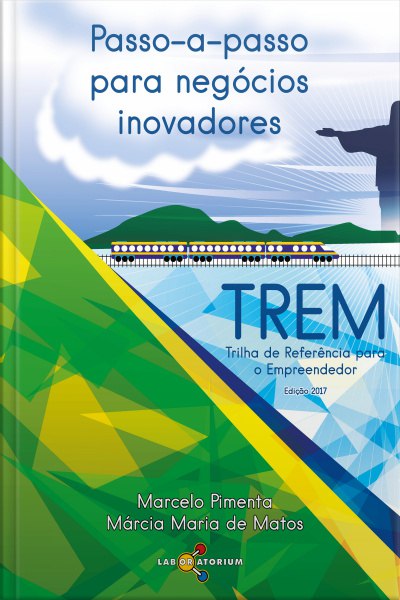 Passo-a-passo
para negócios
inovadores
TREM
Trilha de Referência para
o Empreendedor
Edição 2017
Marcelo Pimenta
Márcia Maria de Matos
LABORATORIUM